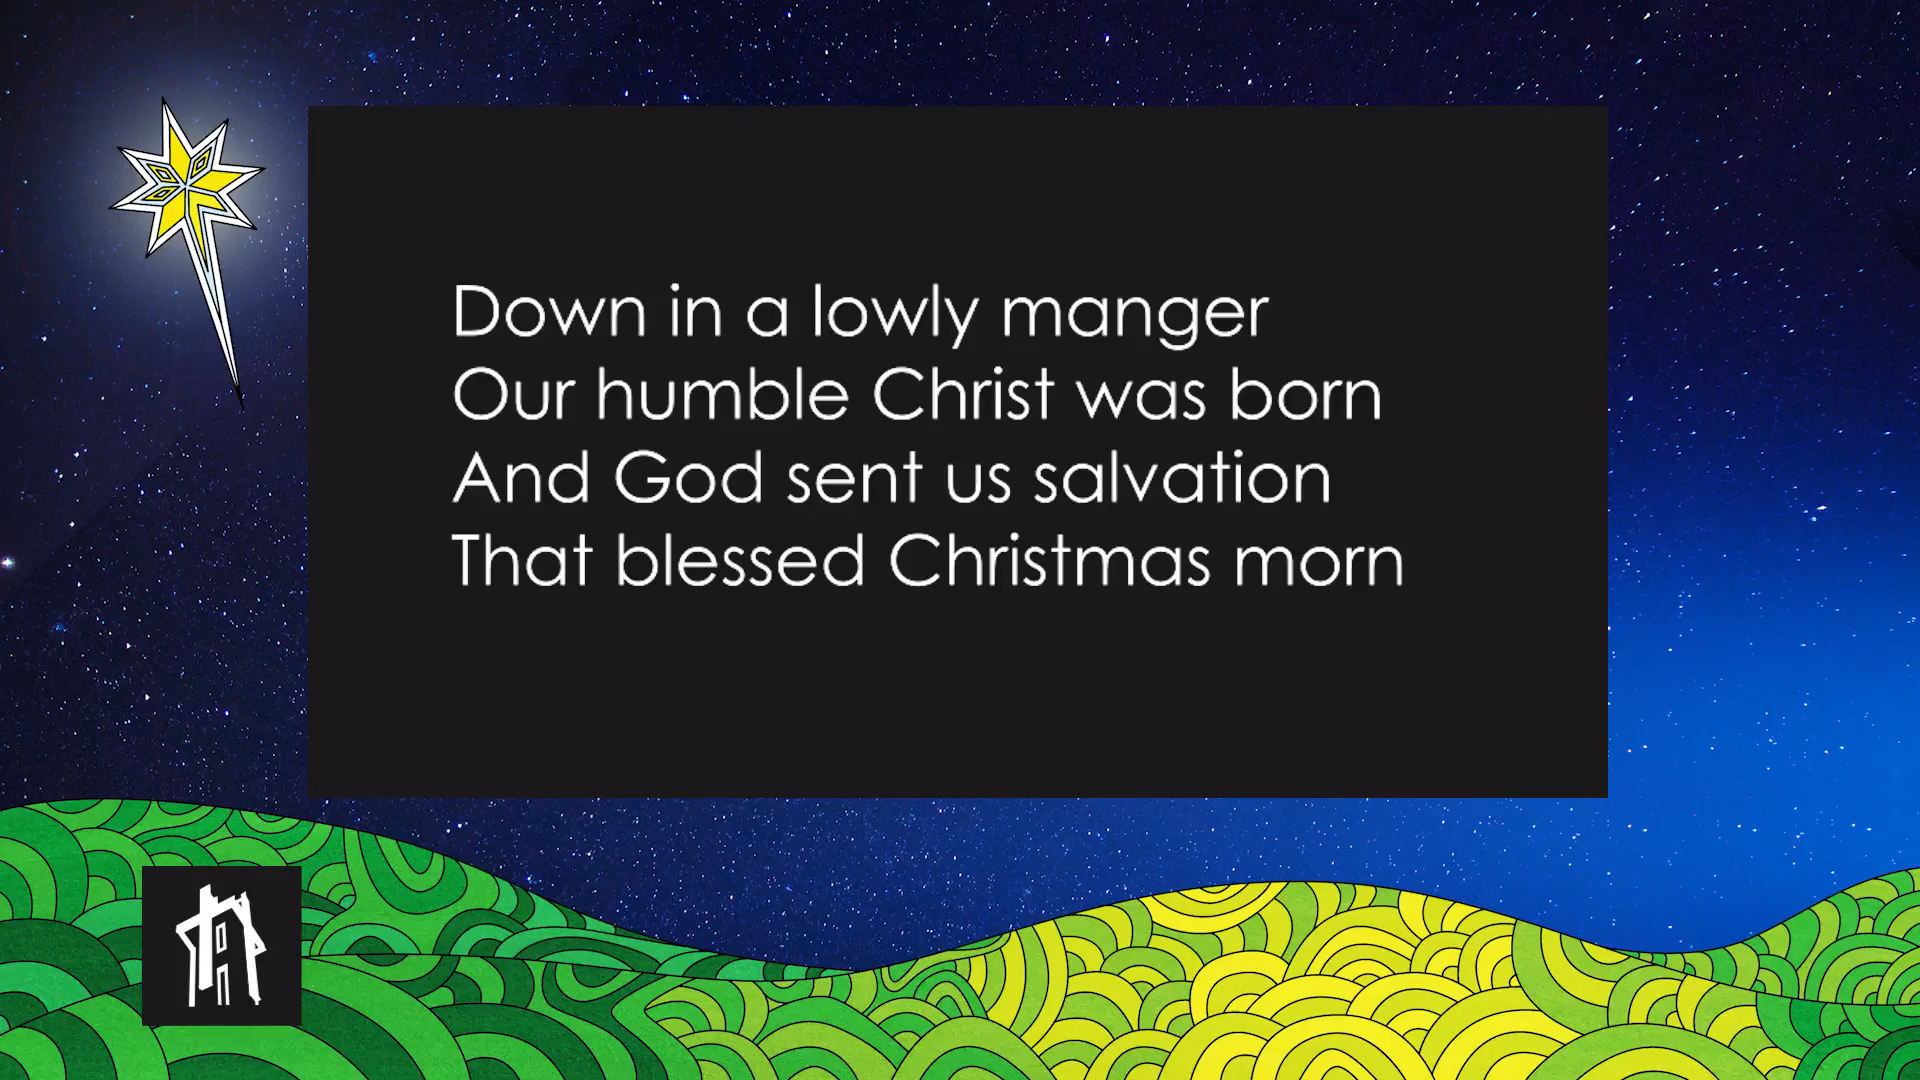 Down in a lowly manger
Our humble Christ was born
And God sent us salvation
That blessed Christmas morn